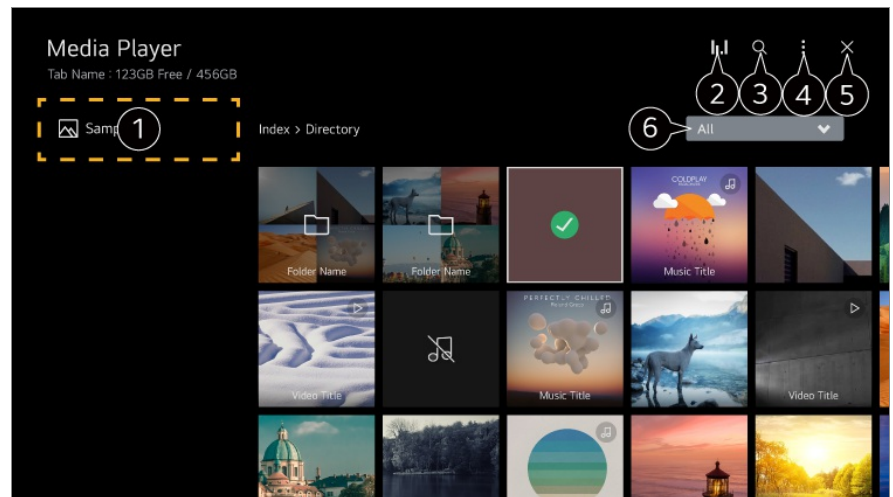 Media Player
Tab Name : 123GB Free / 456GB
2
3
4
5
Samp
1
Index > Directory
6
All
Folder Name
Folder Name
COLDPLAY
Music Title
Video Title
PERFECTLY CHILLED
Music Title
Video Title